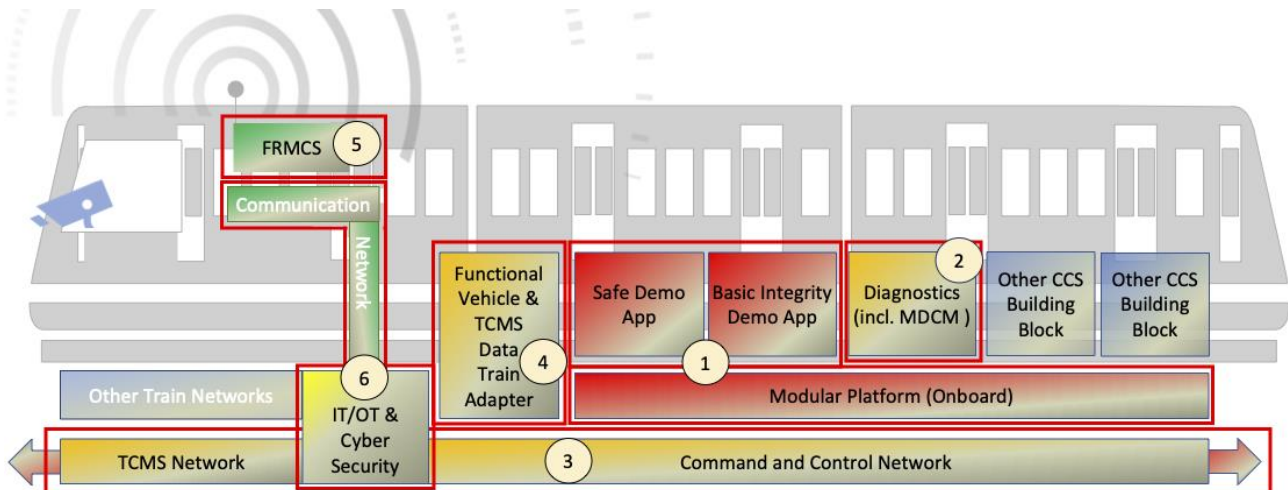 FRMCS
5
Communication
Network
Functional
Vehicle &
TCMS
Data
Train
Adapter
4
Safe Demo
App
Basic Integrity
Demo App
1
2
Diagnostics
(incl. MDCM )
Other CCS
Building
Block
Other CCS
Building
Block
Other Train Networks
6
IT/OT &
Cyber
Security
Modular Platform (Onboard)
TCMS Network
3
Command and Control Network